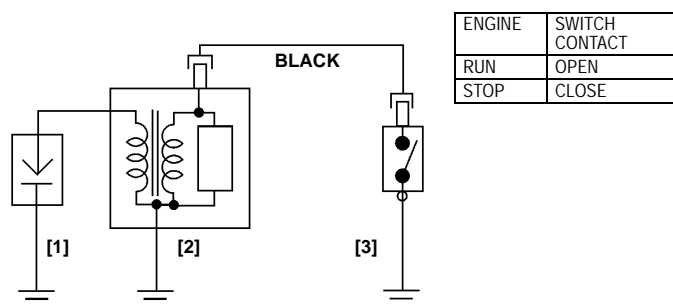 BLACK
[1]
[2]
[3]
ENGINE SWITCH CONTACT
RUN OPEN
STOP CLOSE